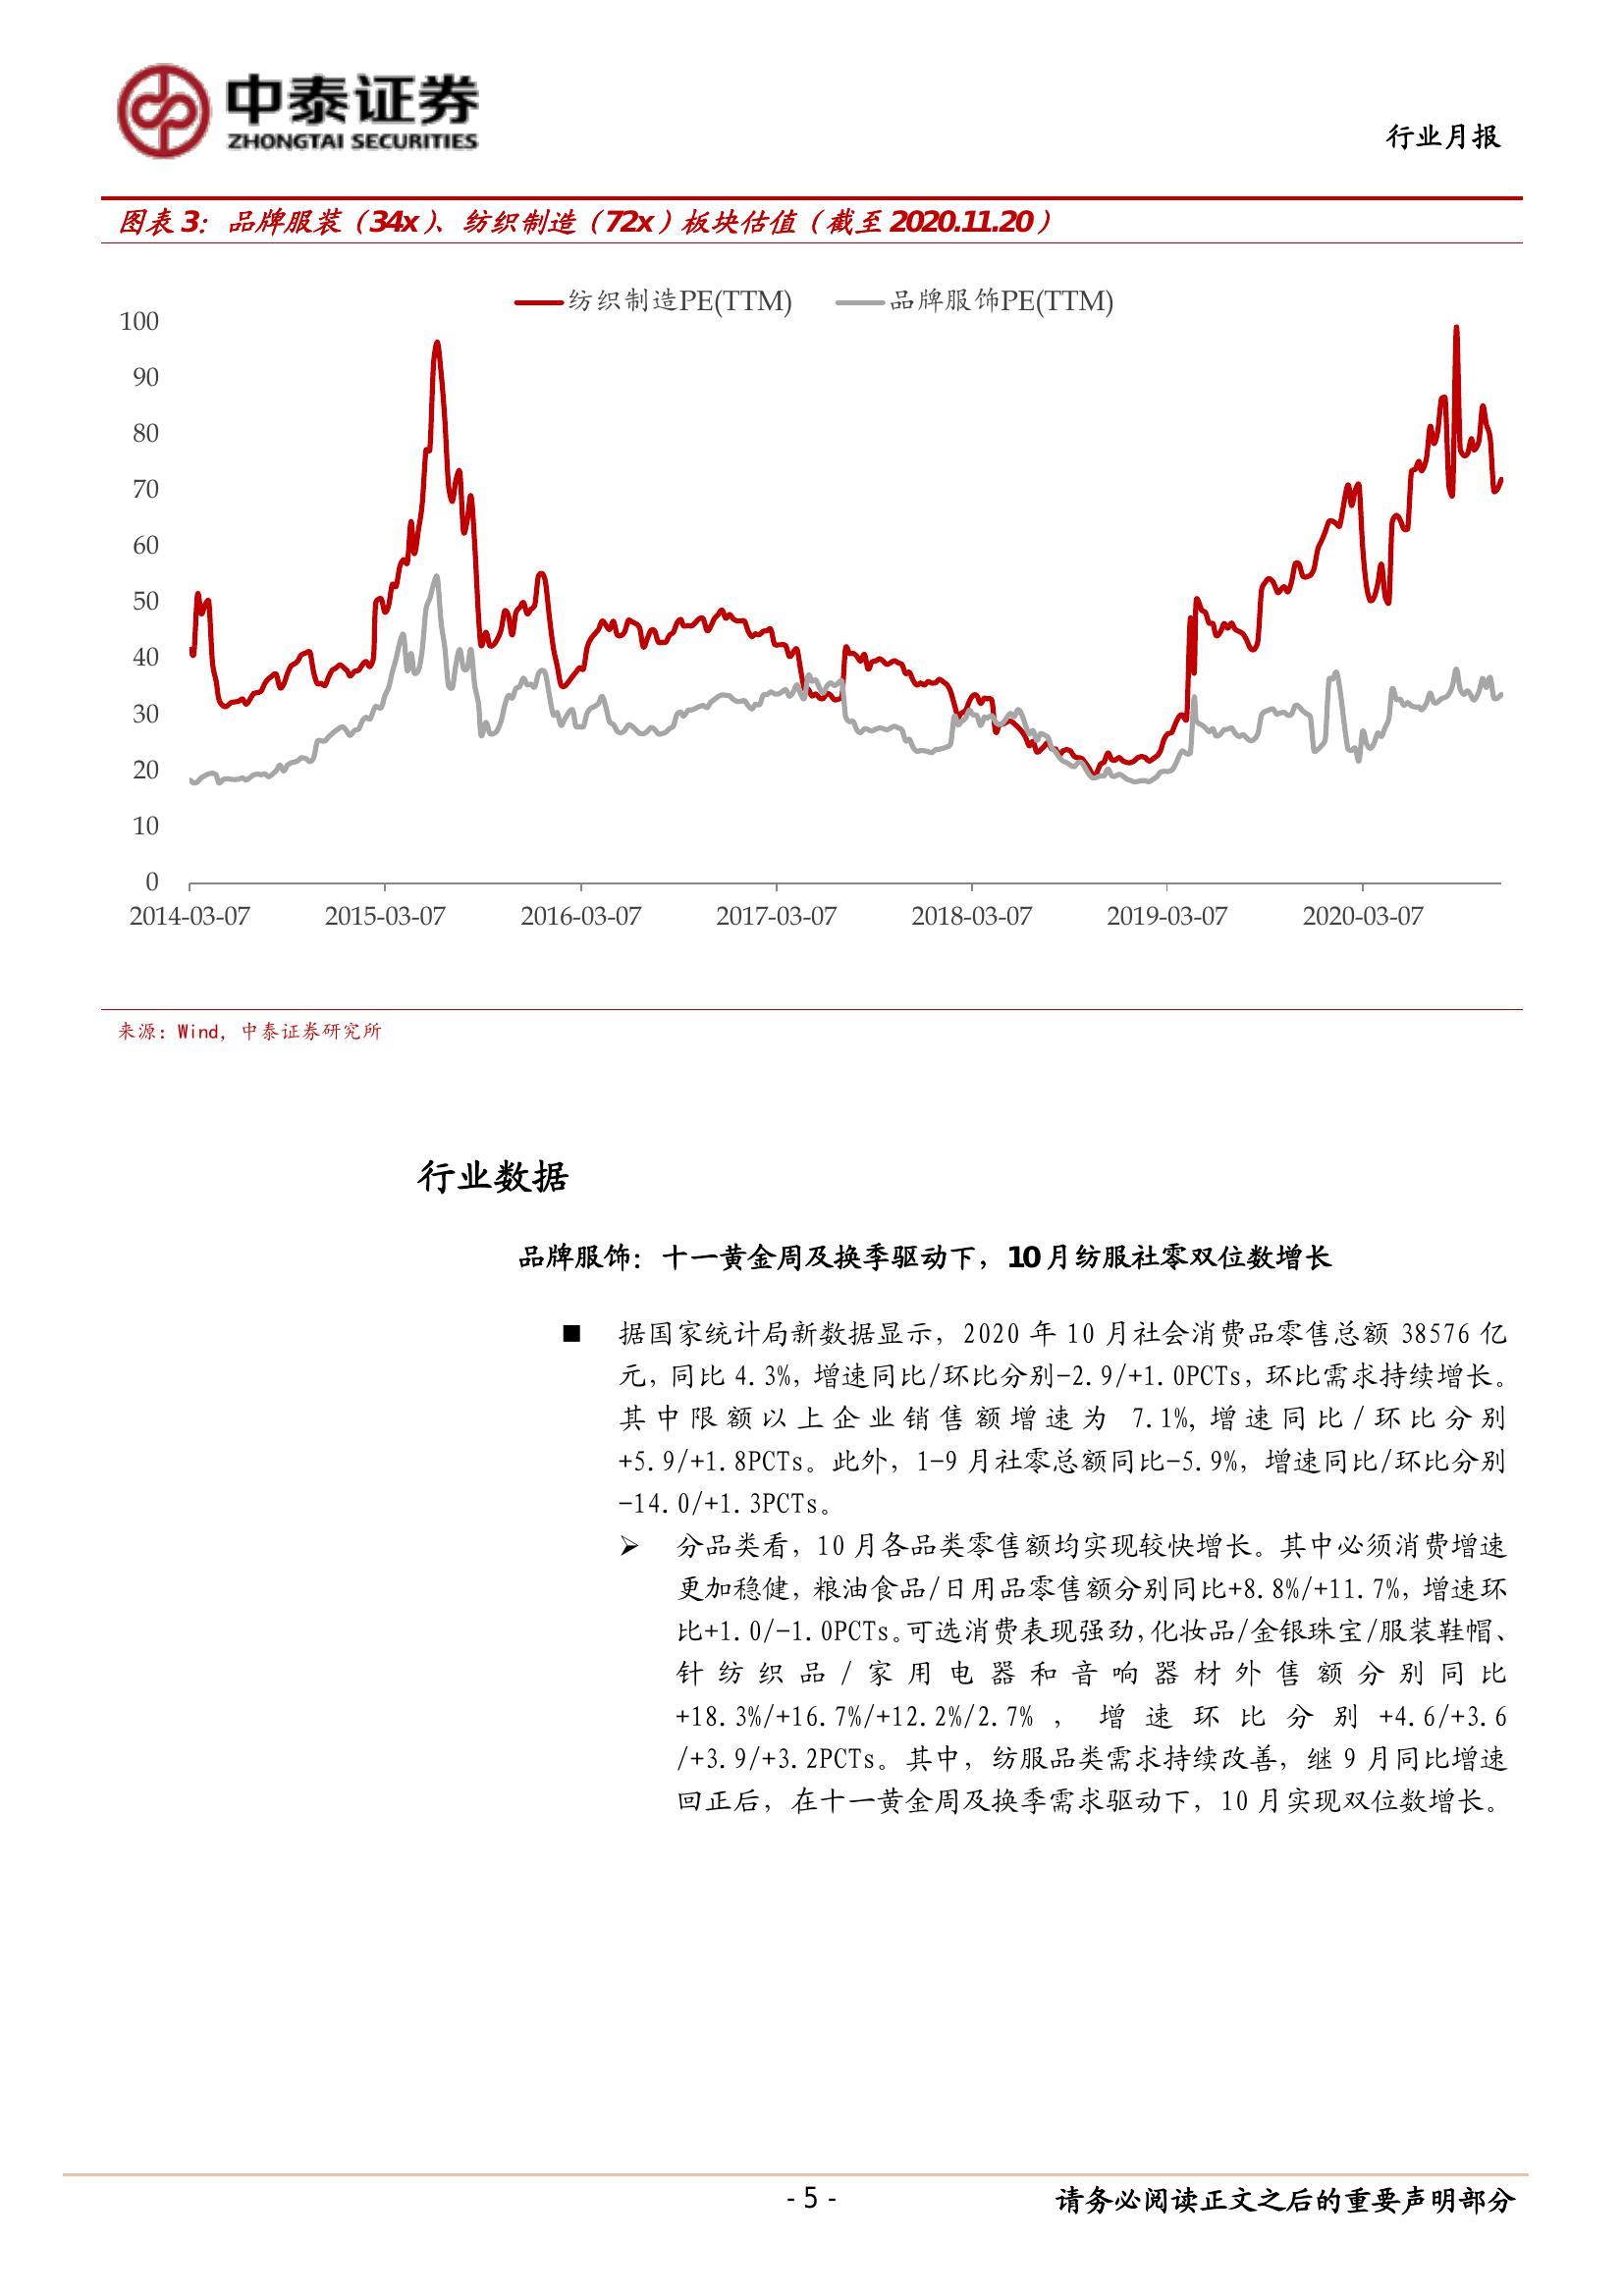 中泰证券
ZHONGTAI SECURITIES
行业月报
图表 3：品牌服装（34x）、纺织制造（72x）板块估值（截至 2020.11.20）
纺织制造PE(TTM) 品牌服饰PE(TTM)
100
90
80
70
60
50
40
30
20
10
0
2014-03-07 2015-03-07 2016-03-07 2017-03-07 2018-03-07 2019-03-07 2020-03-07
来源：Wind，中泰证券研究所
行业数据
品牌服饰：十一黄金周及换季驱动下，10 月纺服社零双位数增长
■ 据国家统计局新数据显示，2020 年 10 月社会消费品零售总额 38576 亿
元，同比 4.3%，增速同比/环比分别-2.9/+1.0PCTs，环比需求持续增长。
其中限额以上企业销售额增速为 7.1%,增速同比/环比分别
+5.9/+1.8PCTs。此外，1-9 月社零总额同比-5.9%，增速同比/环比分别
-14.0/+1.3PCTs。
➢ 分品类看，10 月各品类零售额均实现较快增长。其中必须消费增速
更加稳健，粮油食品/日用品零售额分别同比+8.8%/+11.7%，增速环
比+1.0/-1.0PCTs。可选消费表现强劲,化妆品/金银珠宝/服装鞋帽、
针纺织品/家用电器和音响器材外售额分别同比
+18.3%/+16.7%/+12.2%/2.7%，增速环比分别+4.6/+3.6
/+3.9/+3.2PCTs。其中，纺服品类需求持续改善，继 9 月同比增速
回正后，在十一黄金周及换季需求驱动下，10 月实现双位数增长。
- 5 -
请务必阅读正文之后的重要声明部分